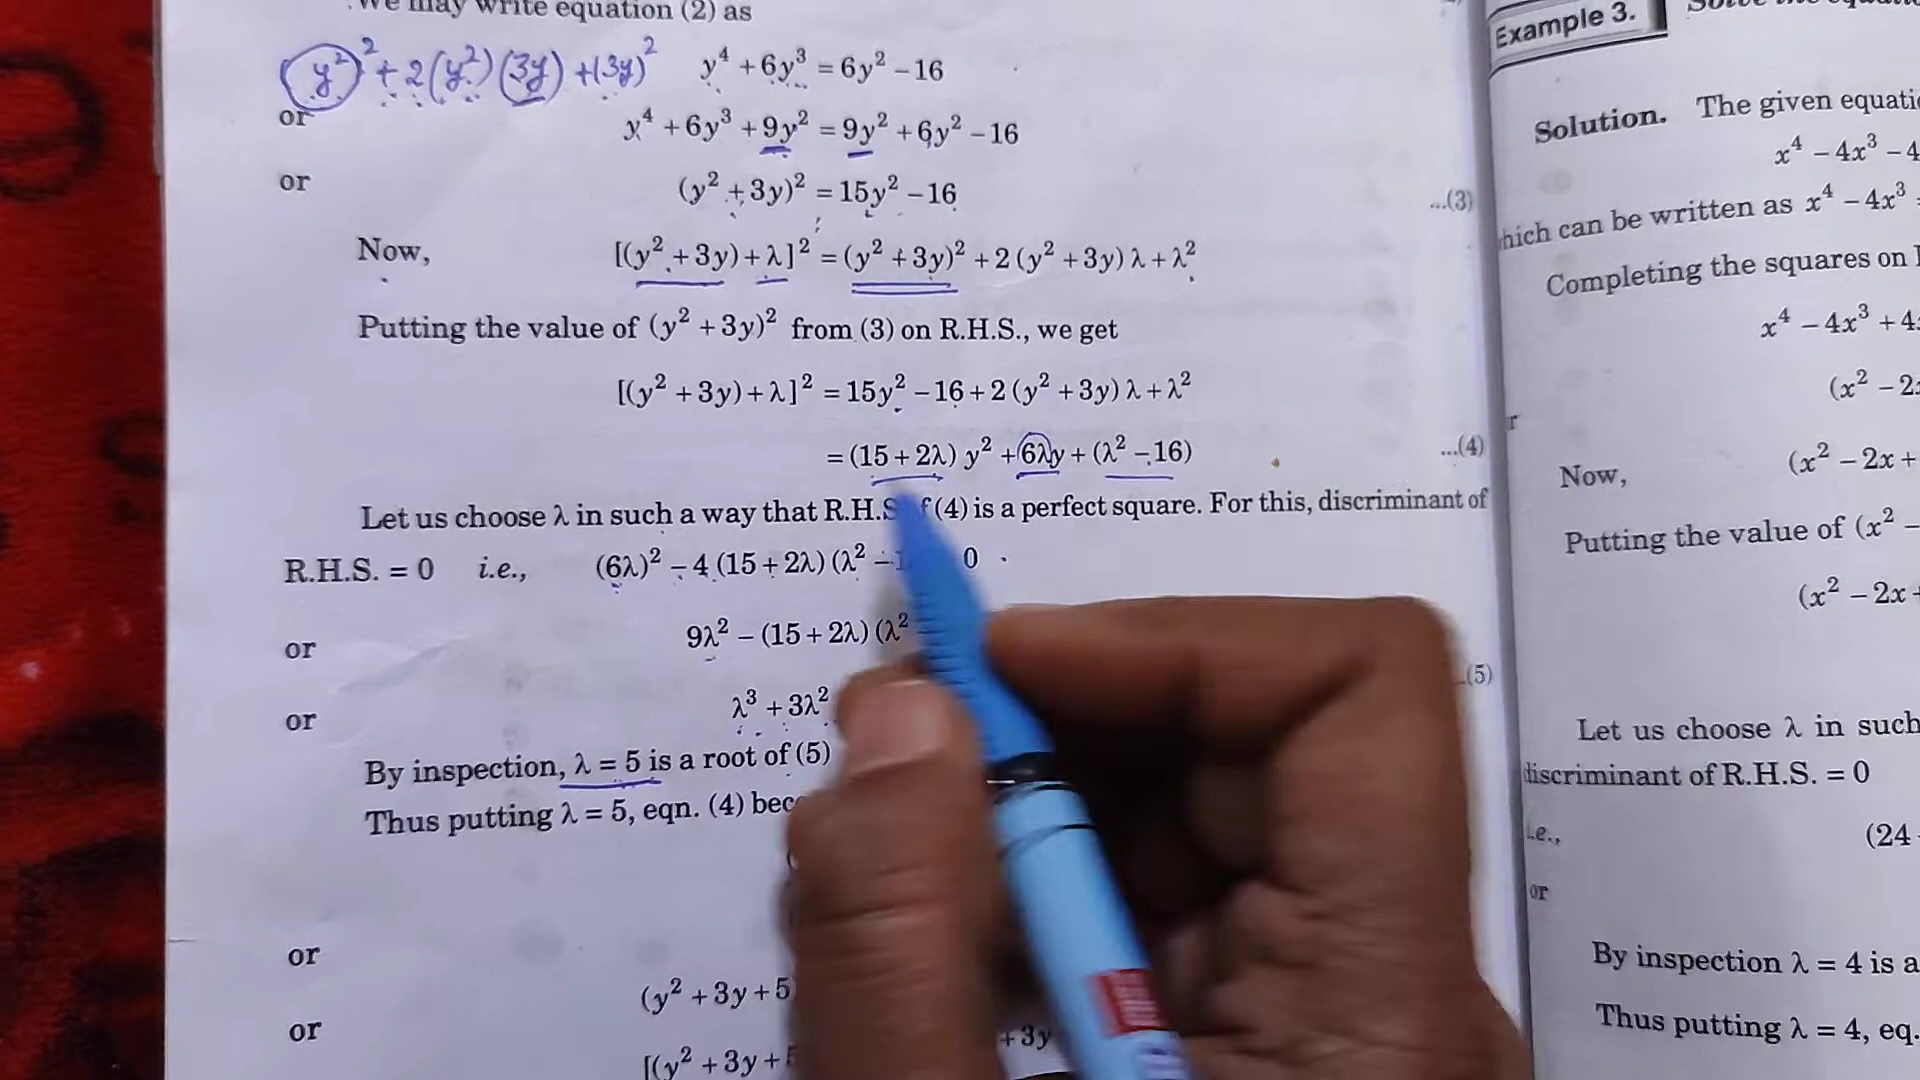 We may write equation (2) as
(y²)² + 2(y²)(3y) + (3y)²
y⁴ + 6y³ = 6y² − 16
or y⁴ + 6y³ + 9y² = 9y² + 6y² − 16
or (y² + 3y)² = 15y² − 16 ...(3)
Now, [(y² + 3y) + λ]² = (y² + 3y)² + 2 (y² + 3y) λ + λ²
Putting the value of (y² + 3y)² from (3) on R.H.S., we get
[(y² + 3y) + λ]² = 15y² − 16 + 2 (y² + 3y) λ + λ²
= (15 + 2λ) y² + 6λy + (λ² − 16) ...(4)
Let us choose λ in such a way that R.H.S. (4) is a perfect square. For this, discriminant of
R.H.S. = 0 i.e., (6λ)² − 4 (15 + 2λ) (λ² − 0
or 9λ² − (15 + 2λ) (λ²
(5)
or λ³ + 3λ²
By inspection, λ = 5 is a root of (5)
Thus putting λ = 5, eqn. (4)
or
(y² + 3y + 5)
or
[(y² + 3y + + 3y
Example 3.
Solution. The given
x⁴ − 4x³ − 4
which can be written as x⁴ − 4x³ =
Completing the squares on
x⁴ − 4x³ + 4
(x² − 2
r
(x² − 2x +
Now,
Putting the value of (x² −
(x² − 2x +
Let us choose λ in such
discriminant of R.H.S. = 0
i.e., (24
or
By inspection λ = 4 is a
Thus putting λ = 4, eq.